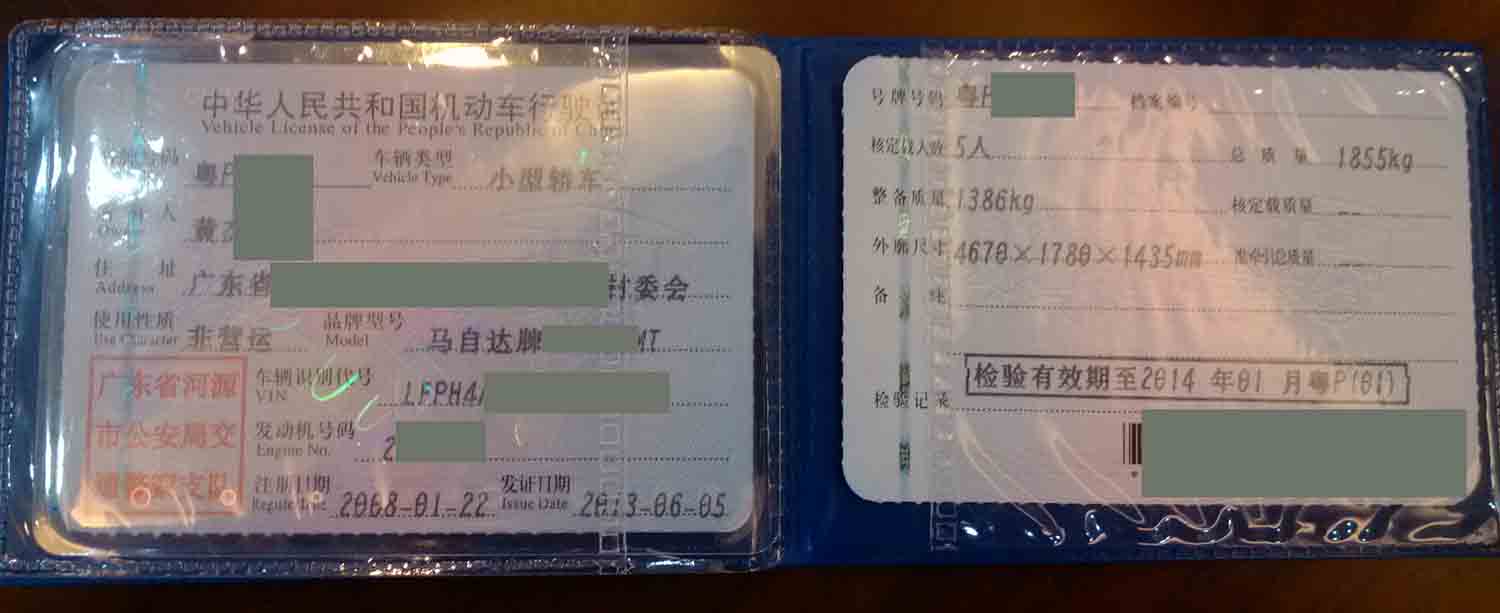 中华人民共和国机动车行驶
Vehicle License of the People's Republic of
号码 粤P 车辆类型
Vehicle Type 小型轿车
人 黄
住 址
Address 广东省 村委会
使用性质
Use Character 非营运 品牌型号
Model 马自达牌 MT
广东省河源
市公安局交
通警察支队
车辆识别代号
VIN LFPH4
发动机号码
Engine No. 2
注册日期
2008-01-22 发证日期
Issue Date 2013-06-05
号牌号码 粤P 档案编号
核定载人数 5人 总质量 1855kg
整备质量 1386kg 核定载质量 --
外廓尺寸 4670×1780×1435mm 准牵引总质量 --
备 注
检验有效期至2014 年01 月粤P(01)
检验记录